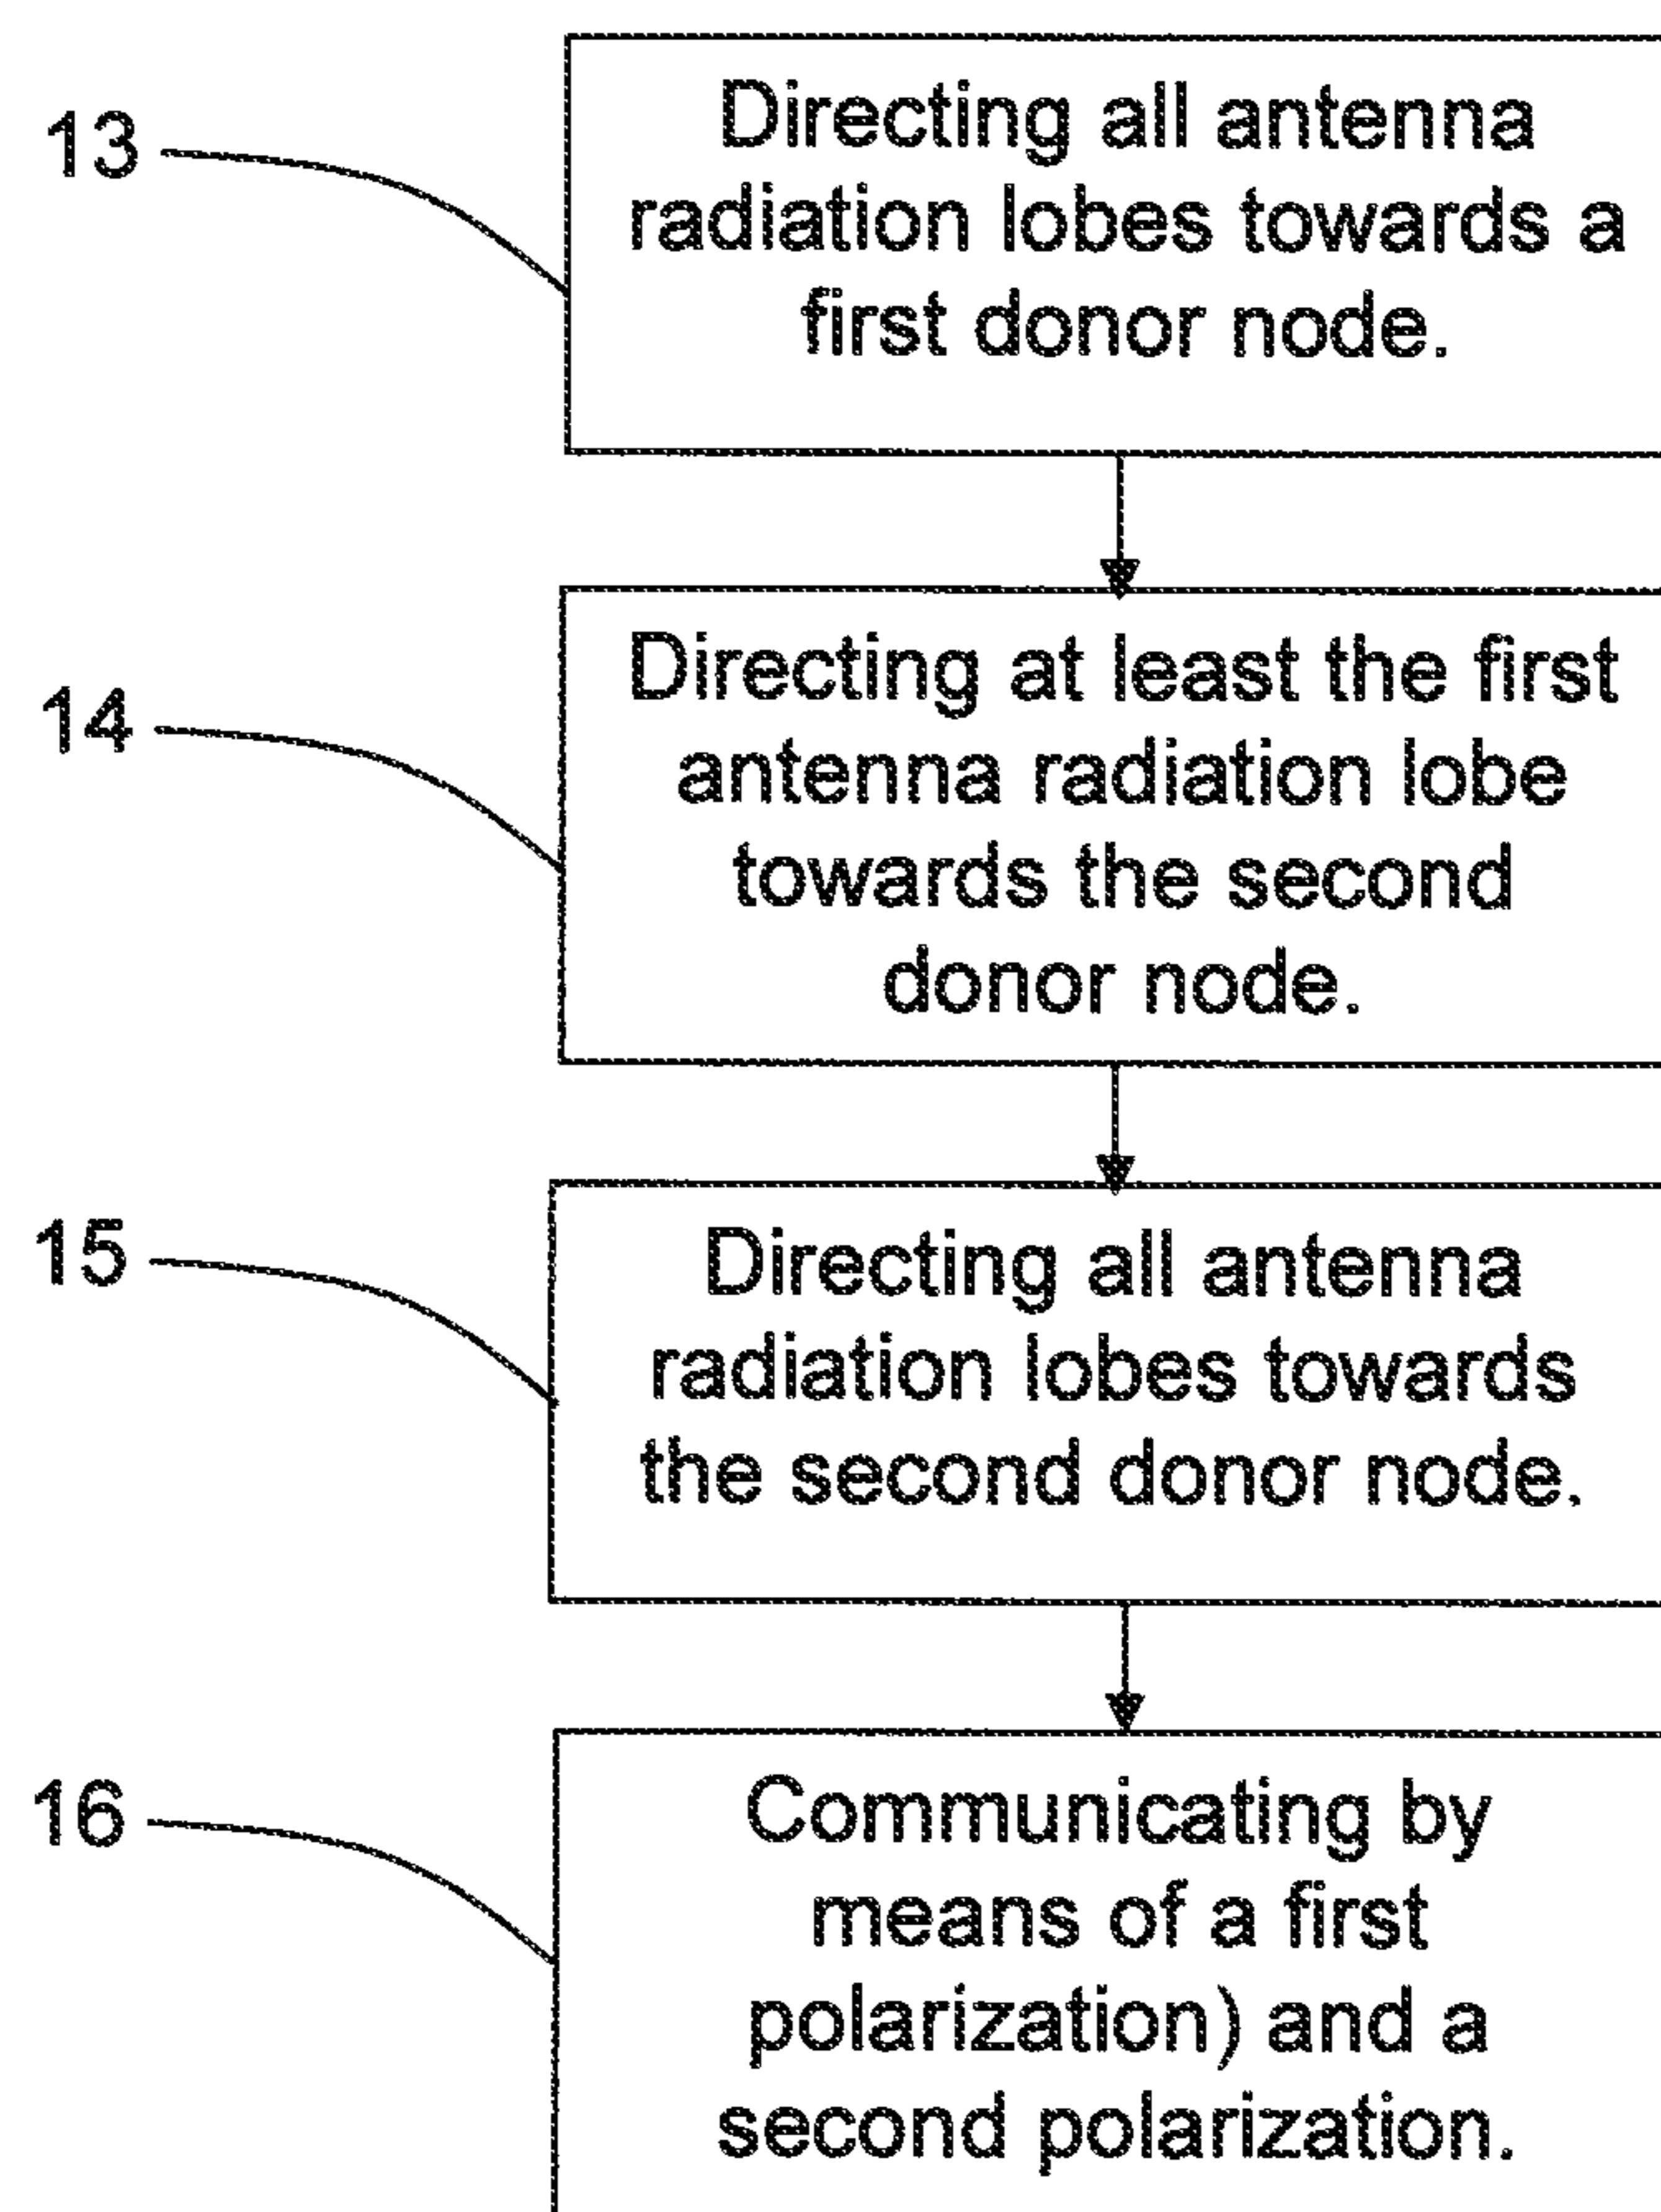 13
Directing all antenna
radiation lobes towards a
first donor node.
14
Directing at least the first
antenna radiation lobe
towards the second
donor node.
15
Directing all antenna
radiation lobes towards
the second donor node.
16
Communicating by
means of a first
polarization) and a
second polarization.